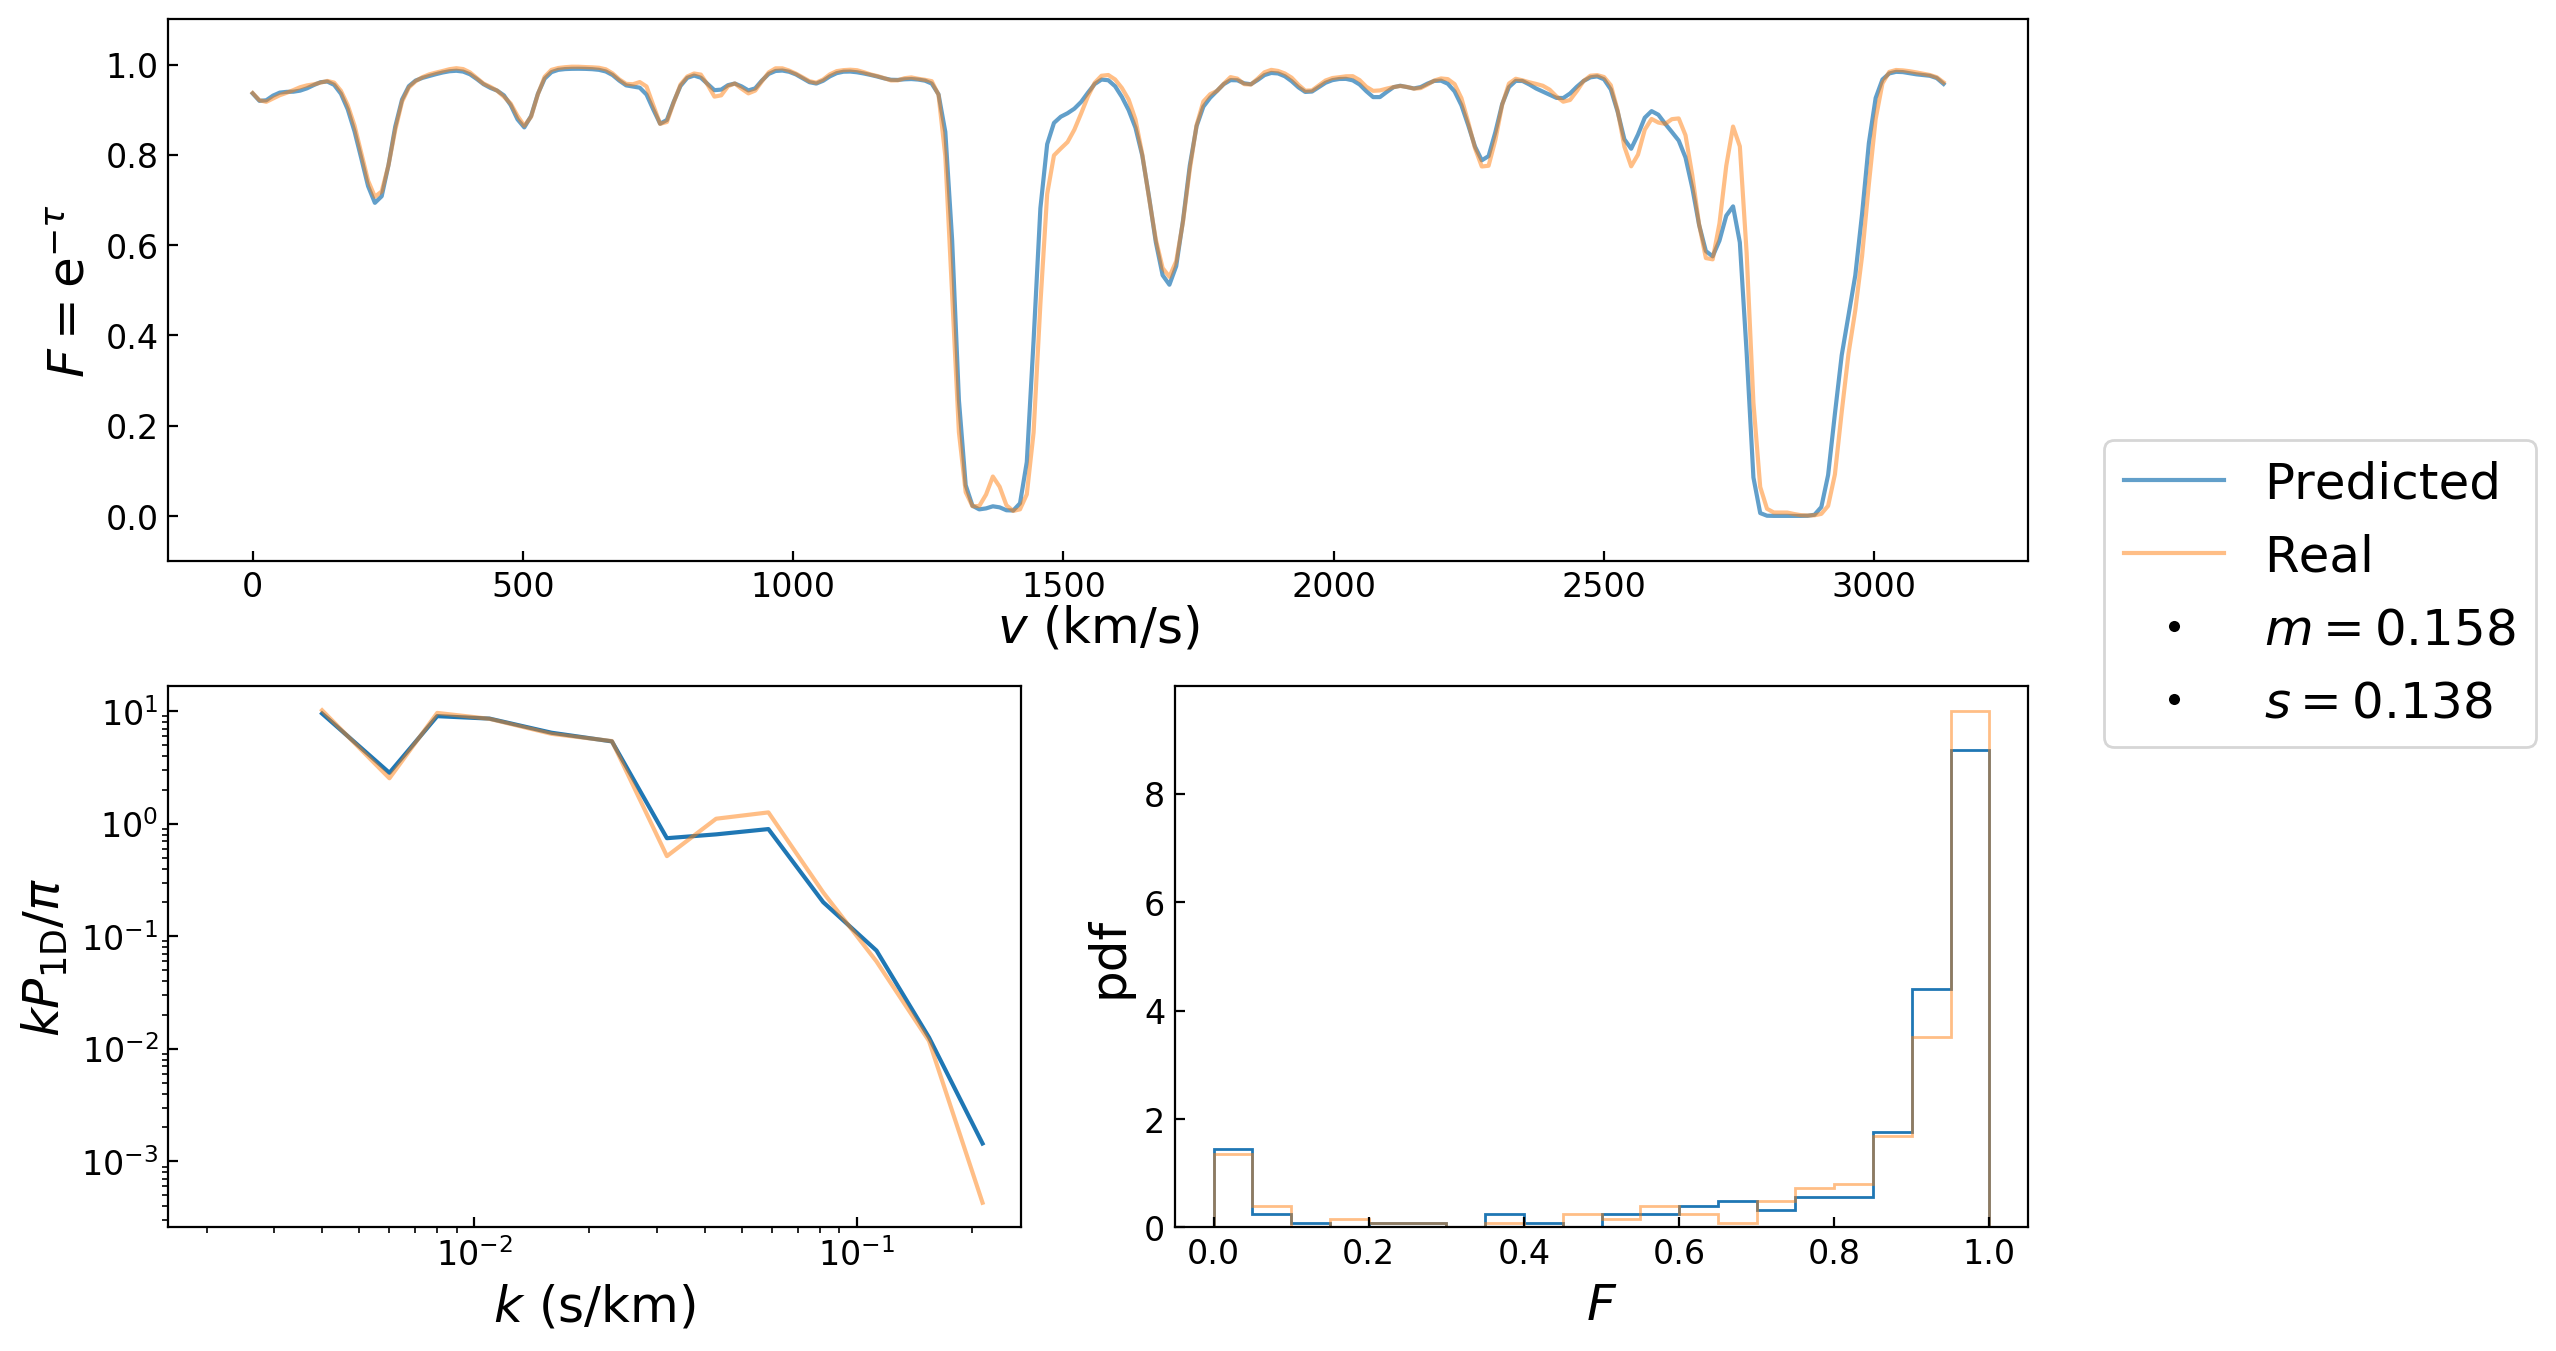 1.0
0.8
0.6
0.4
0.2
0.0
F = e^{−τ}
0 500 1000 1500 2000 2500 3000
v (km/s)
Predicted
Real
m = 0.158
s = 0.138
10^1
10^0
10^{−1}
10^{−2}
10^{−3}
kP_{1D}/π
10^{−2} 10^{−1}
k (s/km)
8
6
4
2
0
pdf
0.0 0.2 0.4 0.6 0.8 1.0
F